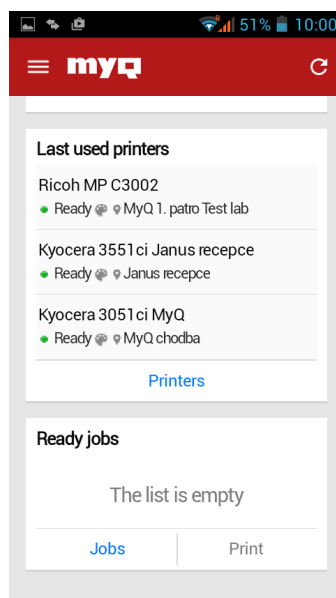 51% 10:00
myQ
Last used printers
Ricoh MP C3002
Ready MyQ 1. patro Test lab
Kyocera 3551ci Janus recepce
Ready Janus recepce
Kyocera 3051ci MyQ
Ready MyQ chodba
Printers
Ready jobs
The list is empty
Jobs Print